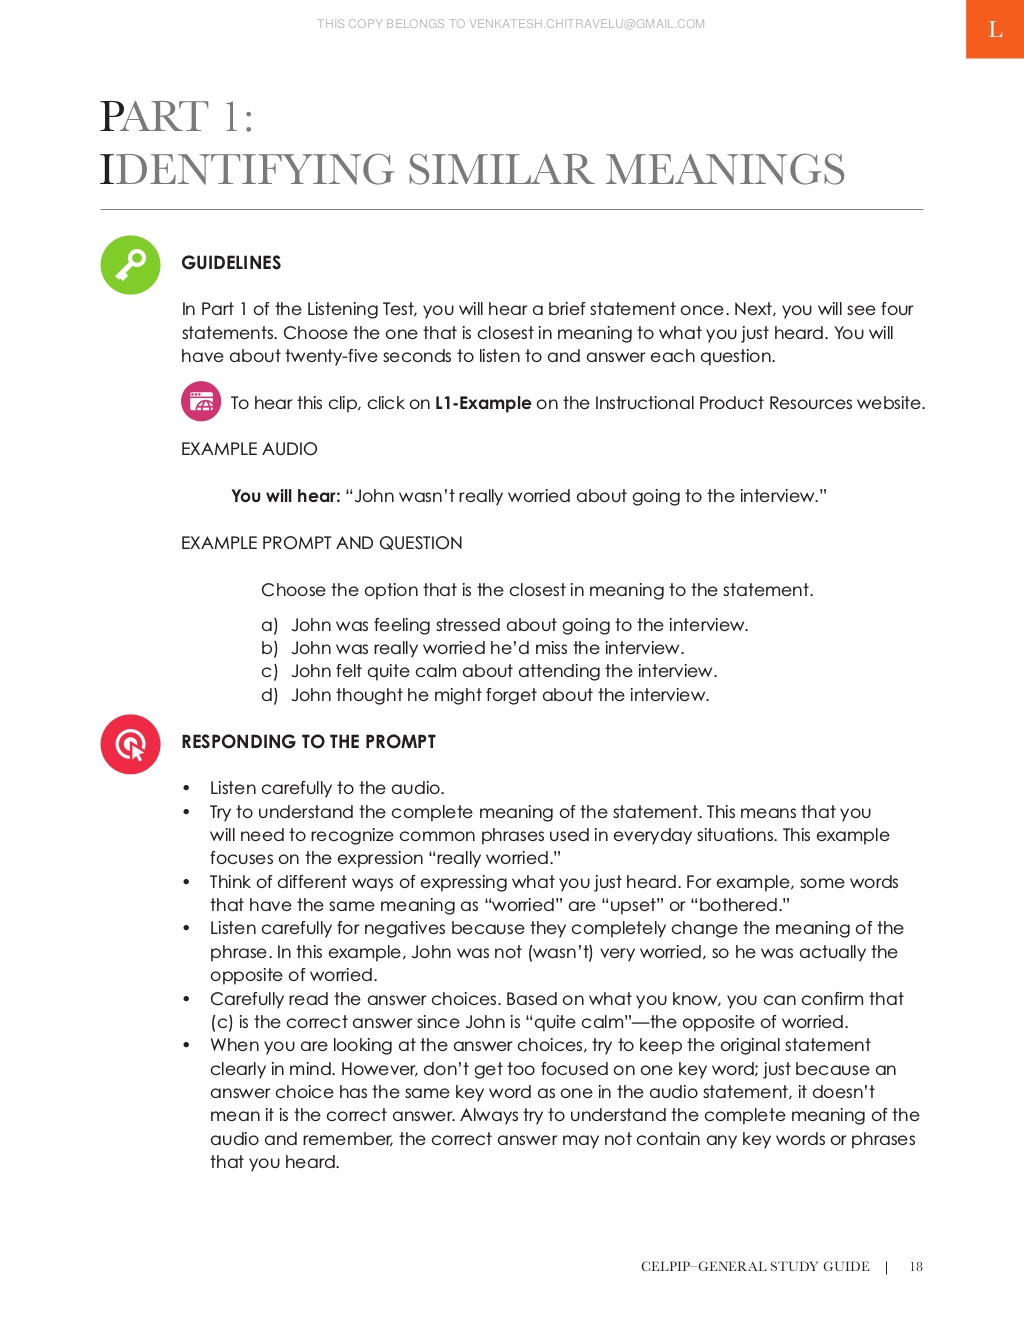 THIS COPY BELONGS TO VENKATESH.CHITRAVELU@GMAIL.COM
L
PART 1:
IDENTIFYING SIMILAR MEANINGS
GUIDELINES
In Part 1 of the Listening Test, you will hear a brief statement once. Next, you will see four
statements. Choose the one that is closest in meaning to what you just heard. You will
have about twenty-five seconds to listen to and answer each question.
To hear this clip, click on L1-Example on the Instructional Product Resources website.
EXAMPLE AUDIO
You will hear: “John wasn’t really worried about going to the interview.”
EXAMPLE PROMPT AND QUESTION
Choose the option that is the closest in meaning to the statement.
a) John was feeling stressed about going to the interview.
b) John was really worried he’d miss the interview.
c) John felt quite calm about attending the interview.
d) John thought he might forget about the interview.
RESPONDING TO THE PROMPT
• Listen carefully to the audio.
• Try to understand the complete meaning of the statement. This means that you
will need to recognize common phrases used in everyday situations. This example
focuses on the expression “really worried.”
• Think of different ways of expressing what you just heard. For example, some words
that have the same meaning as “worried” are “upset” or “bothered.”
• Listen carefully for negatives because they completely change the meaning of the
phrase. In this example, John was not (wasn’t) very worried, so he was actually the
opposite of worried.
• Carefully read the answer choices. Based on what you know, you can confirm that
(c) is the correct answer since John is “quite calm”—the opposite of worried.
• When you are looking at the answer choices, try to keep the original statement
clearly in mind. However, don’t get too focused on one key word; just because an
answer choice has the same key word as one in the audio statement, it doesn’t
mean it is the correct answer. Always try to understand the complete meaning of the
audio and remember, the correct answer may not contain any key words or phrases
that you heard.
CELPIP–GENERAL STUDY GUIDE | 18